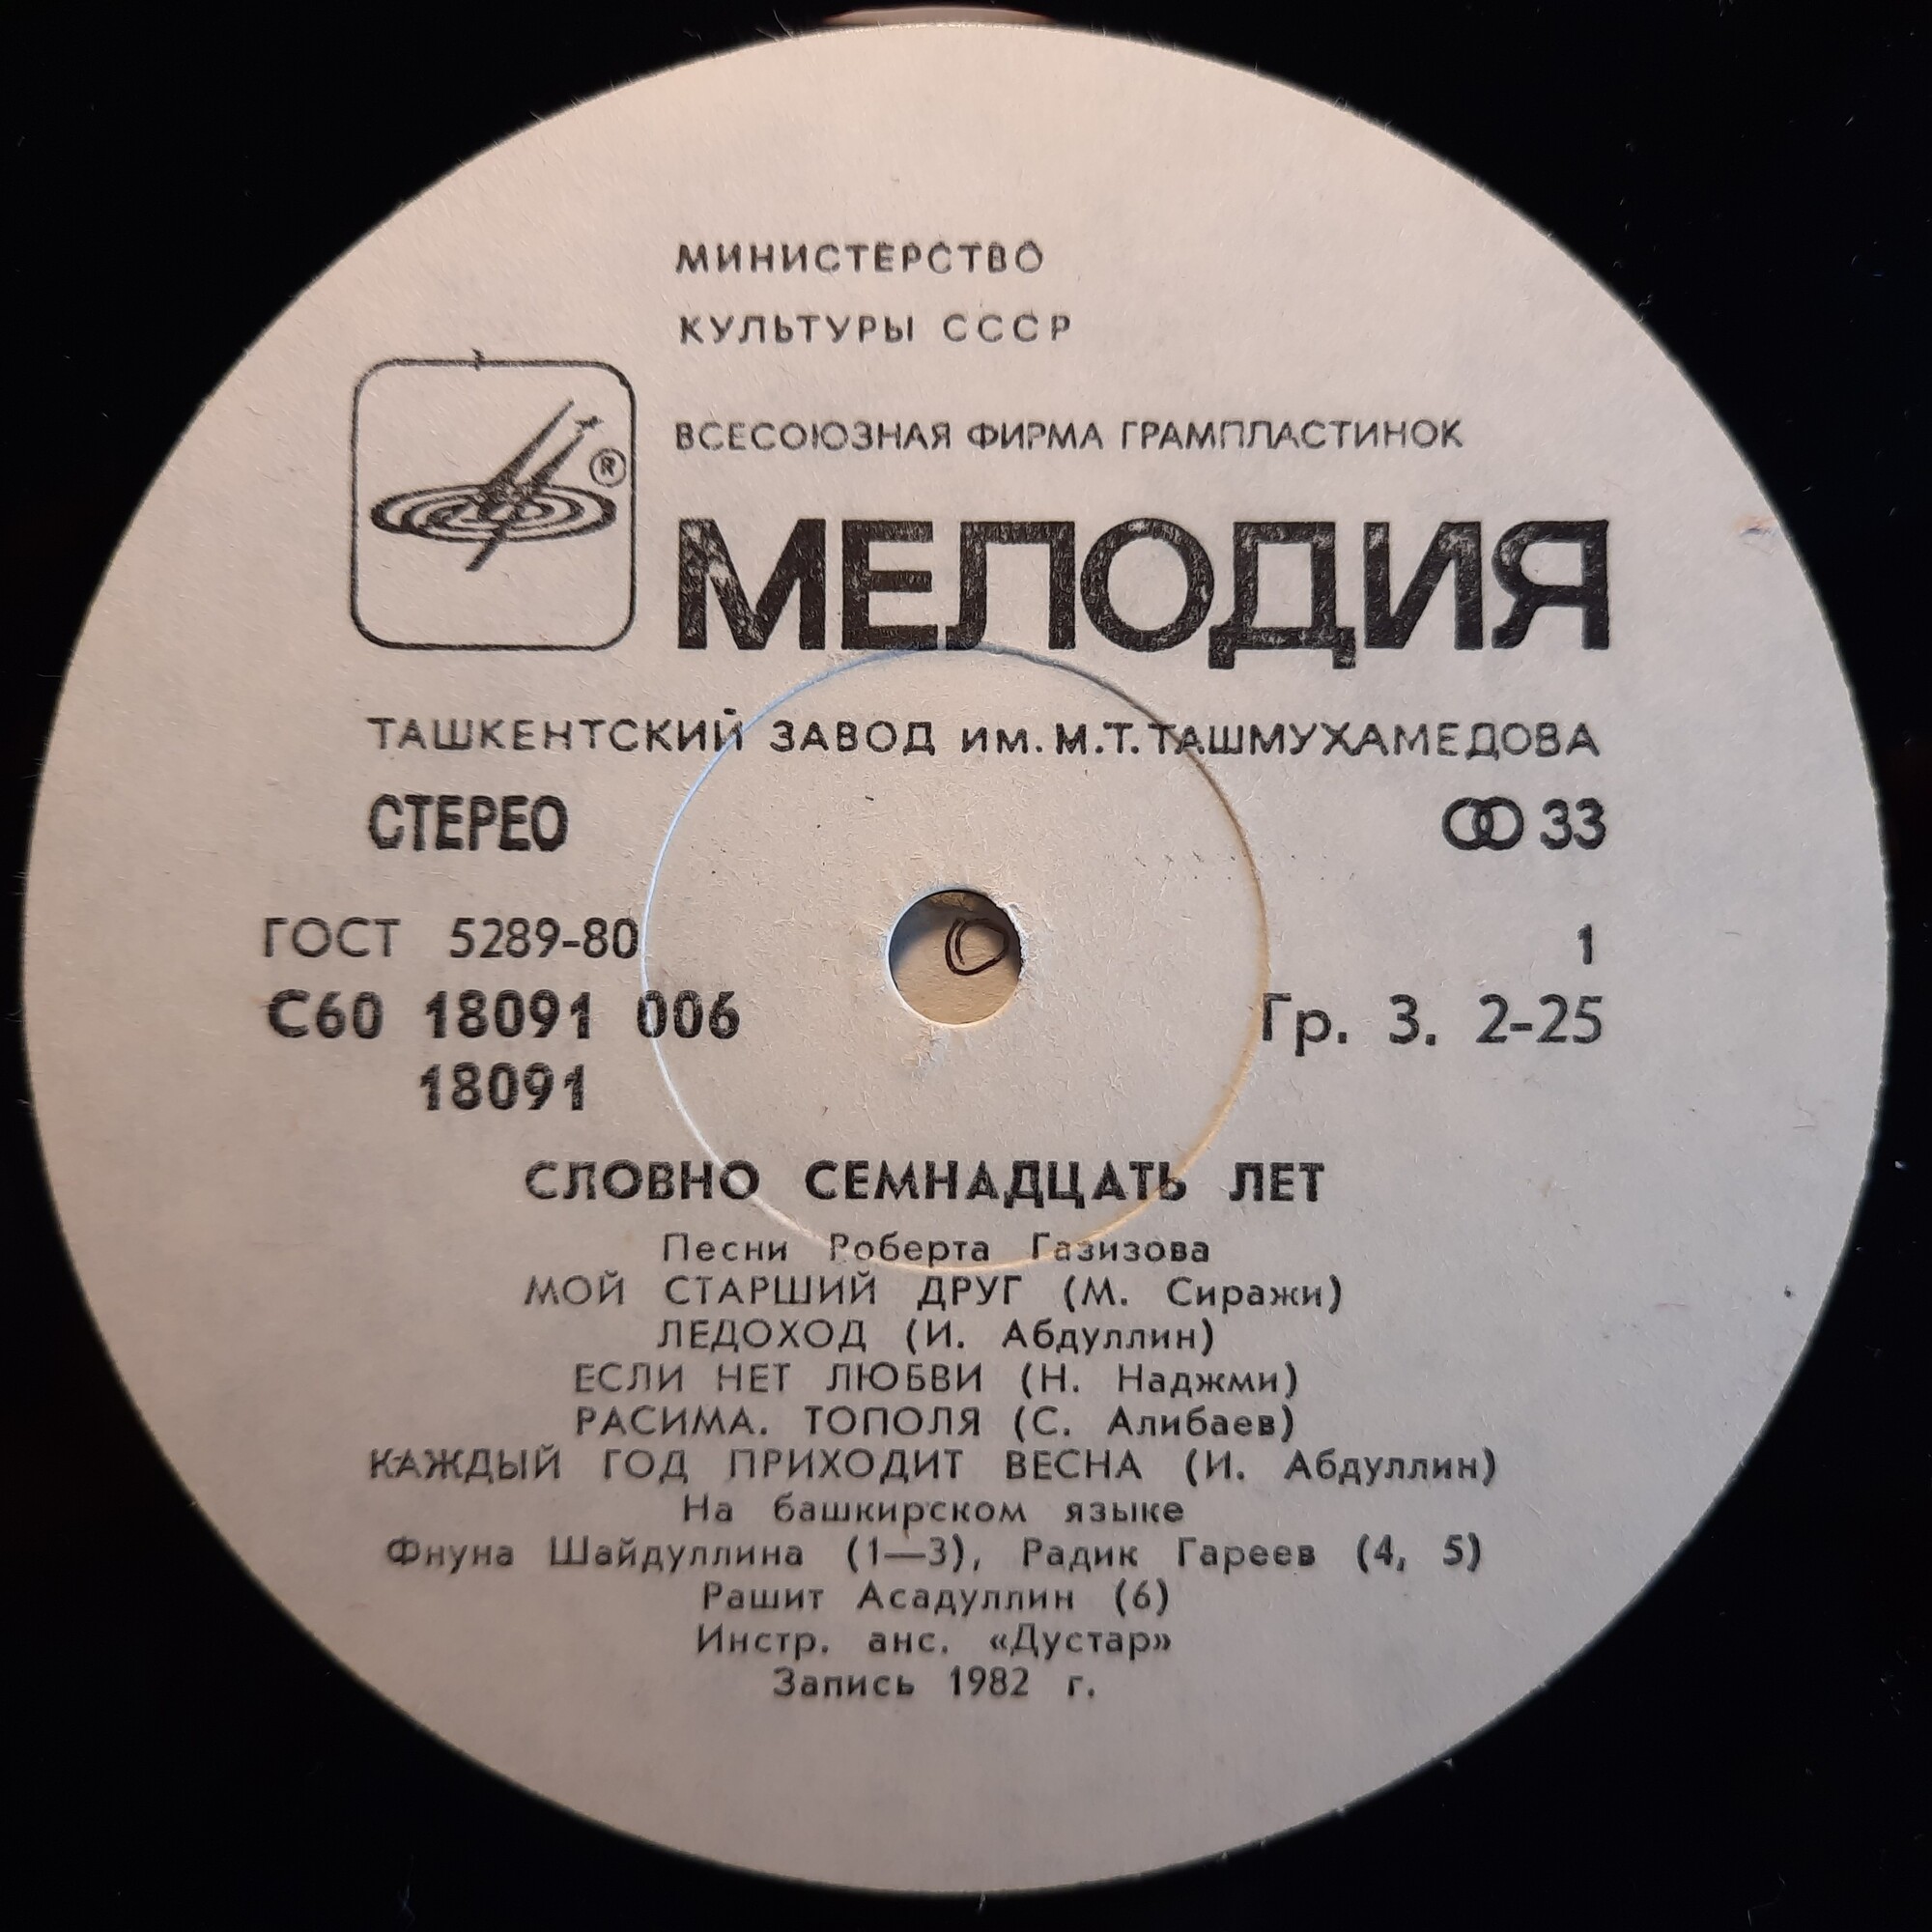 МИНИСТЕРСТВО
КУЛЬТУРЫ СССР
ВСЕСОЮЗНАЯ ФИРМА ГРАМПЛАСТИНОК
®
МЕЛОДИЯ
ТАШКЕНТСКИЙ ЗАВОД им. М.Т. ТАШМУХАМЕДОВА
СТЕРЕО 33
ГОСТ 5289-80 1
С60 18091 006 Гр. 3. 2-25
18091
СЛОВНО СЕМНАДЦАТЬ ЛЕТ
Песни Роберта Газизова
МОЙ СТАРШИЙ ДРУГ (М. Сиражи)
ЛЕДОХОД (И. Абдуллин)
ЕСЛИ НЕТ ЛЮБВИ (Н. Наджми)
РАСИМА. ТОПОЛЯ (С. Алибаев)
КАЖДЫЙ ГОД ПРИХОДИТ ВЕСНА (И. Абдуллин)
На башкирском языке
Фнуна Шайдуллина (1—3), Радик Гареев (4, 5)
Рашит Асадуллин (6)
Инстр. анс. «Дустар»
Запись 1982 г.